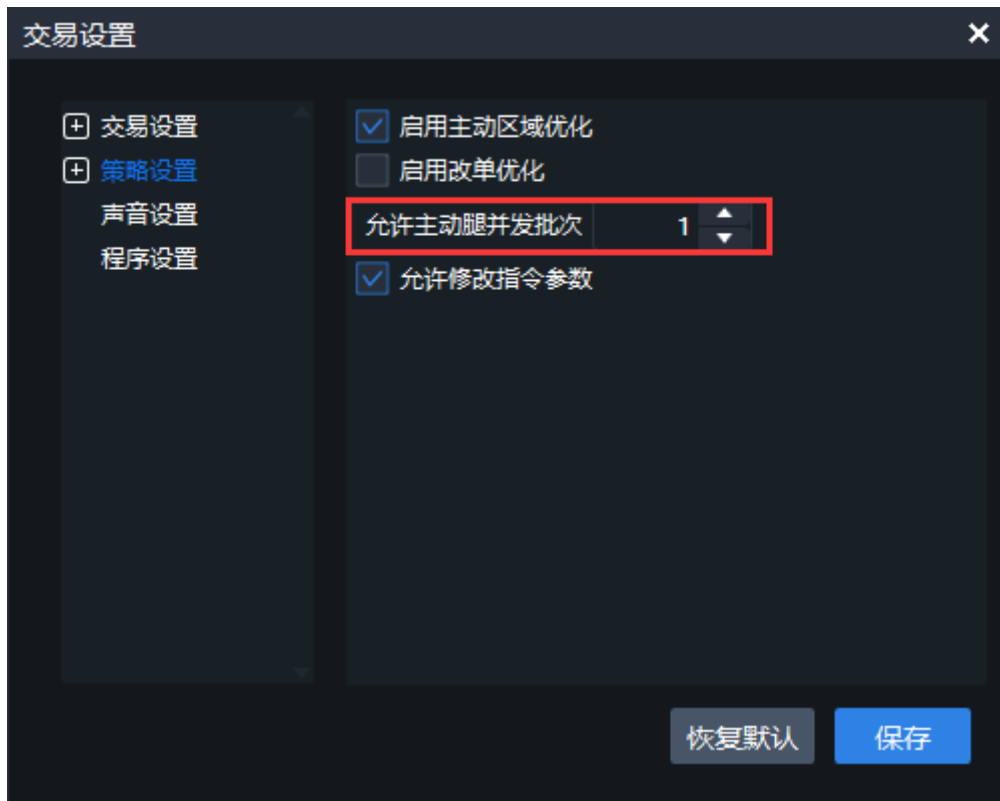 交易设置
交易设置
策略设置
声音设置
程序设置
启用主动区域优化
启用改单优化
允许主动腿并发批次 1
允许修改指令参数
恢复默认
保存